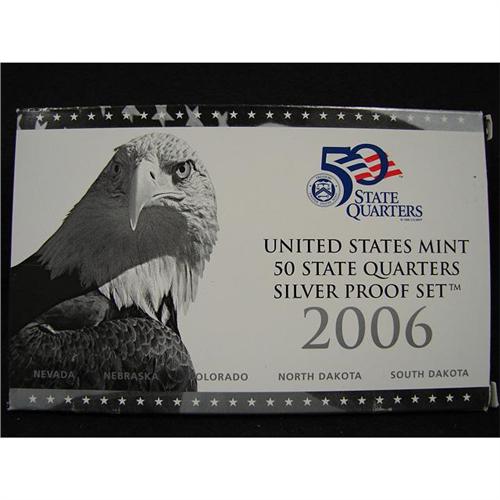 50
STATE
QUARTERS
UNITED STATES MINT
50 STATE QUARTERS
SILVER PROOF SET™
2006
NEVADA NEBRASKA COLORADO NORTH DAKOTA SOUTH DAKOTA